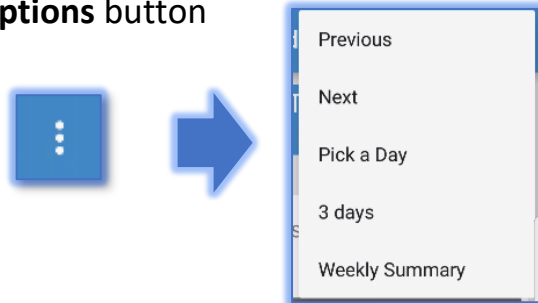 ptions button
Previous
Next
Pick a Day
3 days
Weekly Summary